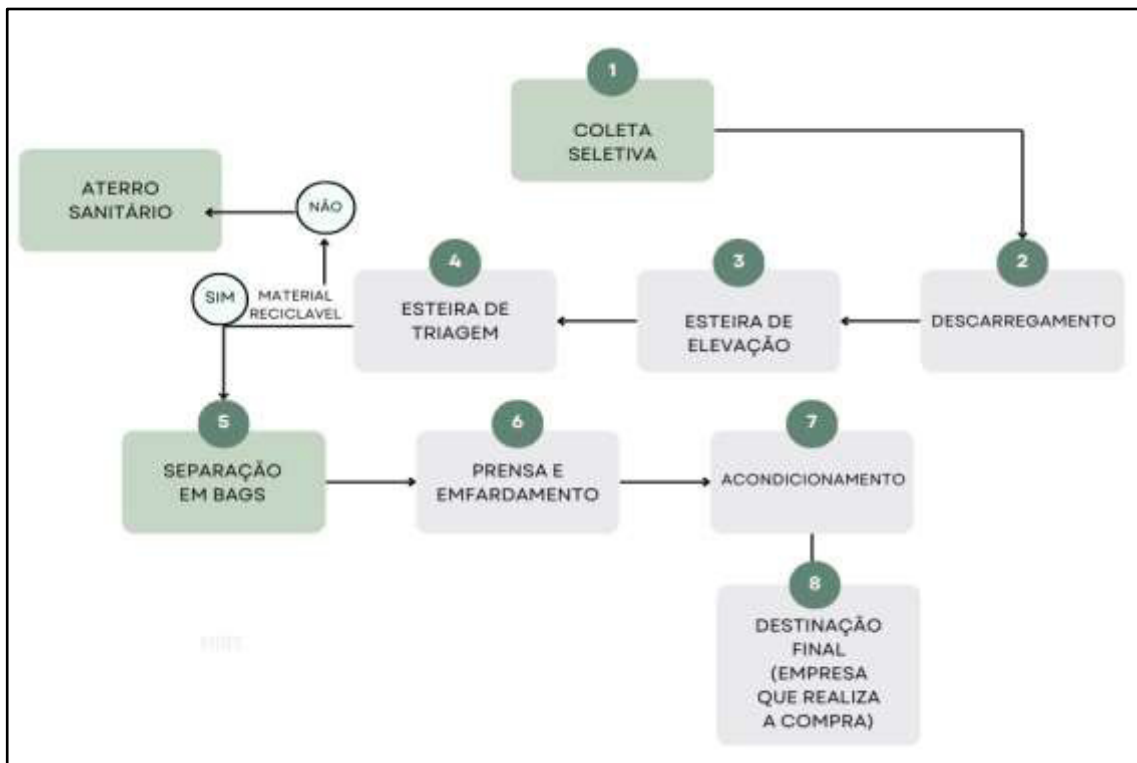 1
COLETA
SELETIVA
ATERRO
SANITÁRIO
NÃO
SIM
MATERIAL
RECICLAVEL
4
ESTEIRA DE
TRIAGEM
3
ESTEIRA DE
ELEVAÇÃO
2
DESCARREGAMENTO
5
SEPARAÇÃO
EM BAGS
6
PRENSA E
EMFARDAMENTO
7
ACONDICIONAMENTO
8
DESTINAÇÃO
FINAL
(EMPRESA
QUE REALIZA
A COMPRA)